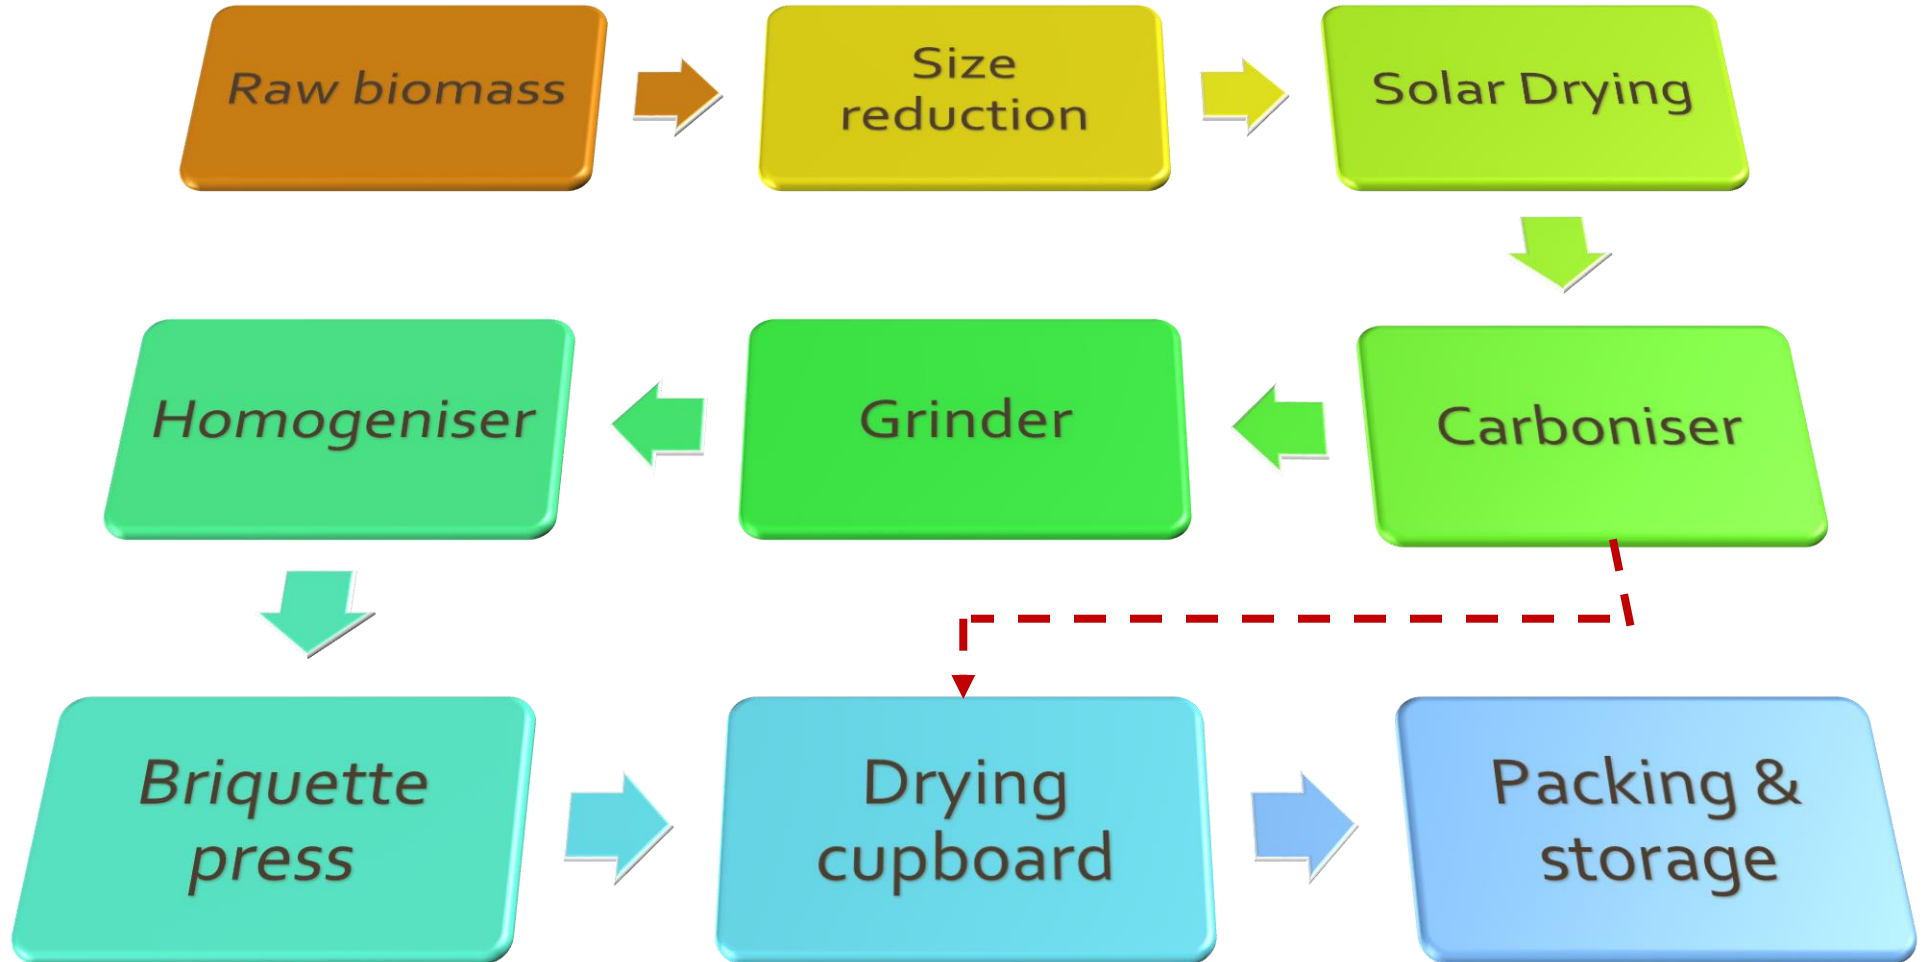 Raw biomass
Size
reduction
Solar Drying
Carboniser
Grinder
Homogeniser
Briquette
press
Drying
cupboard
Packing &
storage